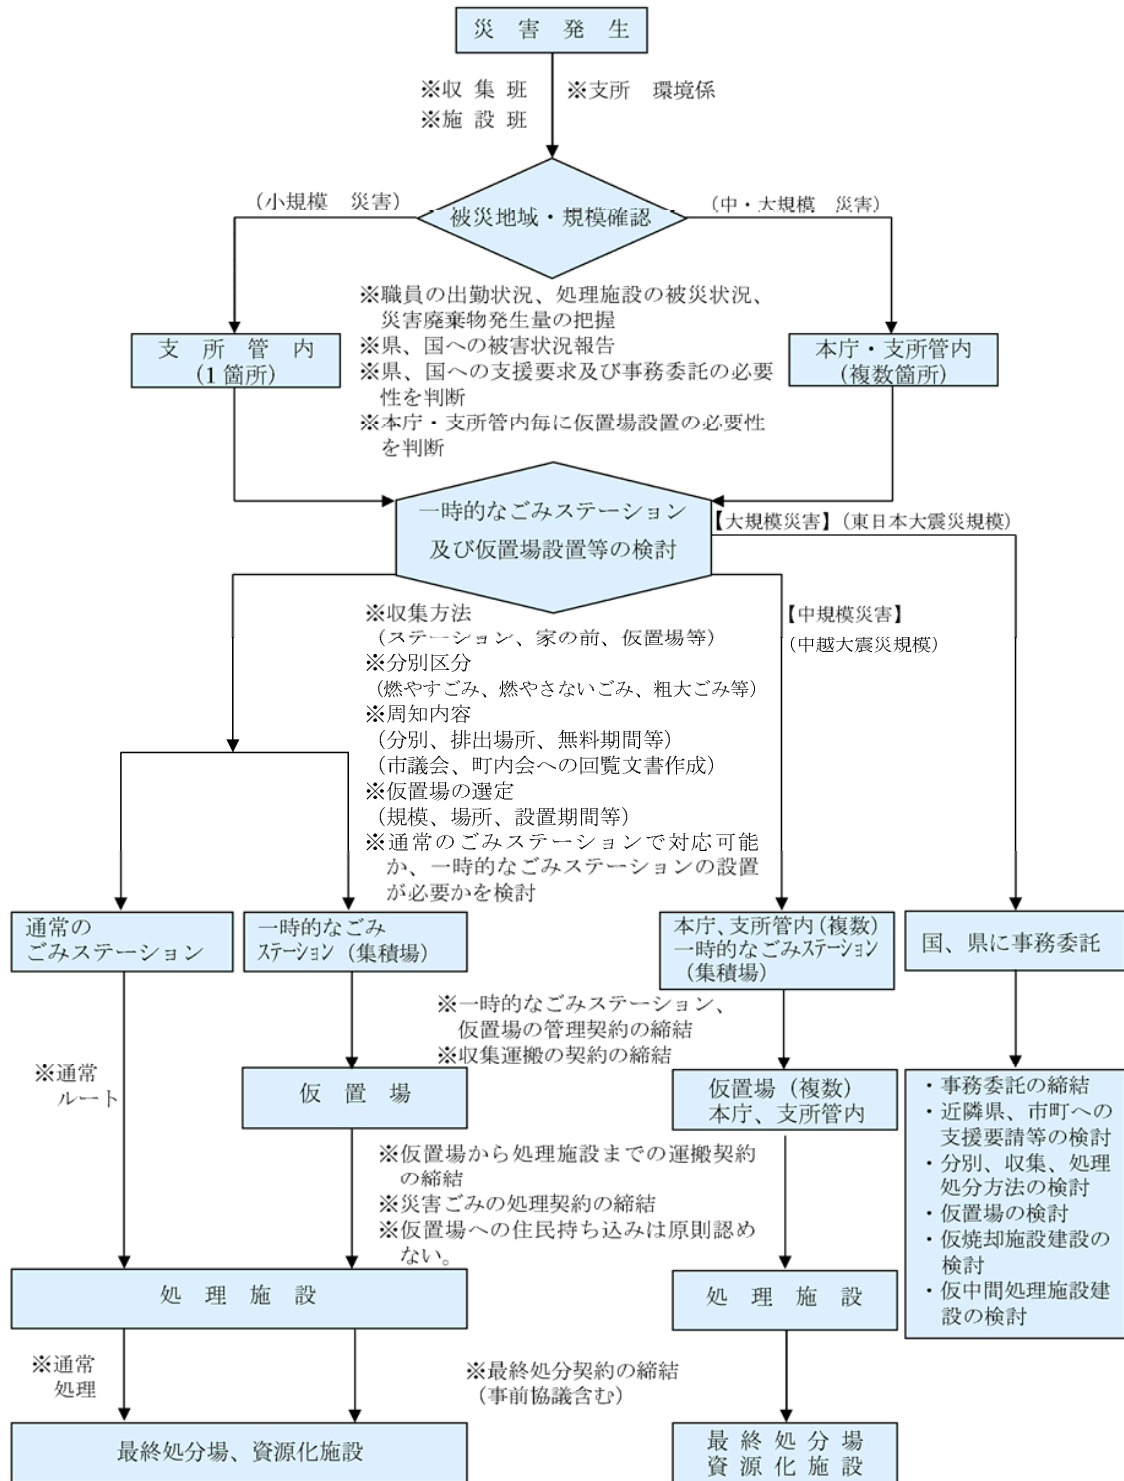 災 害 発 生
※収 集 班
※施 設 班
※支所 環境係
被災地域・規模確認
（小規模 災害）
（中・大規模 災害）
支 所 管 内
（1 箇所）
本庁・支所管内
（複数箇所）
※職員の出勤状況、処理施設の被災状況、
災害廃棄物発生量の把握
※県、国への被害状況報告
※県、国への支援要求及び事務委託の必要
性を判断
※本庁・支所管内毎に仮置場設置の必要性
を判断
一時的なごみステーション
及び仮置場設置等の検討
【大規模災害】（東日本大震災規模）
【中規模災害】
（中越大震災規模）
※収集方法
（ステーション、家の前、仮置場等）
※分別区分
（燃やすごみ、燃やさないごみ、粗大ごみ等）
※周知内容
（分別、排出場所、無料期間等）
（市議会、町内会への回覧文書作成）
※仮置場の選定
（規模、場所、設置期間等）
※通常のごみステーションで対応可能
か、一時的なごみステーションの設置
が必要かを検討
通常の
ごみステーション
一時的なごみ
ステーション（集積場）
本庁、支所管内（複数）
一時的なごみステーション
（集積場）
国、県に事務委託
※一時的なごみステーション、
仮置場の管理契約の締結
※収集運搬の契約の締結
※通常
ルート
仮 置 場
仮置場（複数）
本庁、支所管内
・事務委託の締結
・近隣県、市町への
支援要請等の検討
・分別、収集、処理
処分方法の検討
・仮置場の検討
・仮焼却施設建設の
検討
・仮中間処理施設建
設の検討
※仮置場から処理施設までの運搬契約
の締結
※災害ごみの処理契約の締結
※仮置場への住民持ち込みは原則認め
ない。
処 理 施 設
処 理 施 設
※通常
処理
※最終処分契約の締結
（事前協議含む）
最終処分場、資源化施設
最 終 処 分 場
資 源 化 施 設